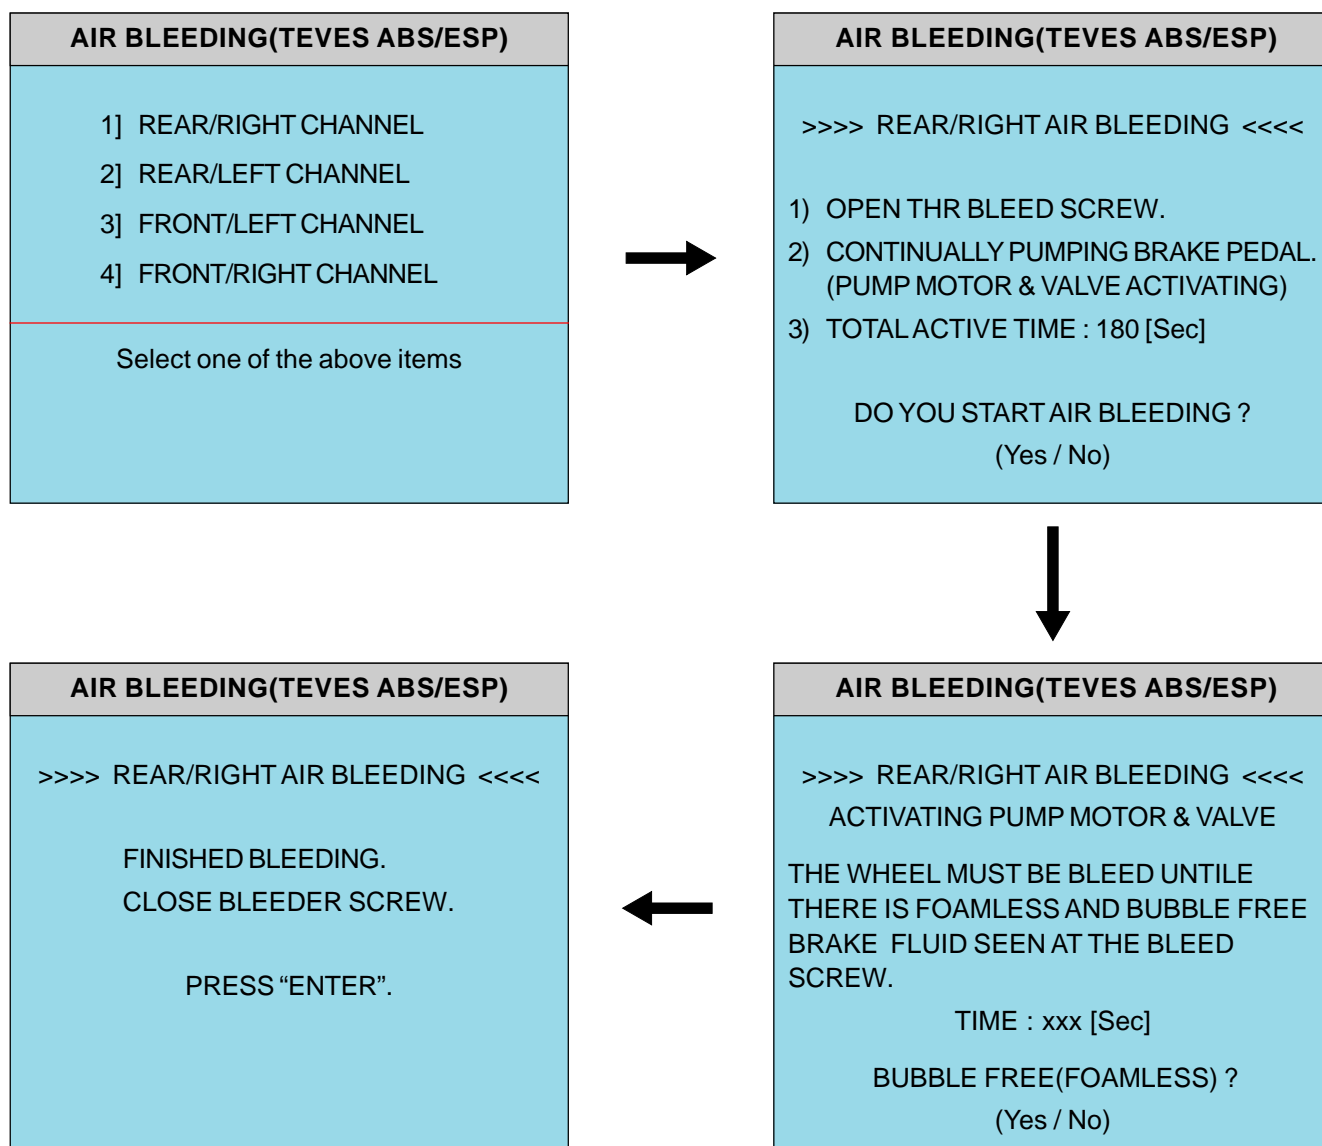 AIR BLEEDING(TEVES ABS/ESP)
1] REAR/RIGHT CHANNEL
2] REAR/LEFT CHANNEL
3] FRONT/LEFT CHANNEL
4] FRONT/RIGHT CHANNEL
Select one of the above items
AIR BLEEDING(TEVES ABS/ESP)
>>>> REAR/RIGHT AIR BLEEDING <<<<
1) OPEN THR BLEED SCREW.
2) CONTINUALLY PUMPING BRAKE PEDAL.
(PUMP MOTOR & VALVE ACTIVATING)
3) TOTAL ACTIVE TIME : 180 [Sec]
DO YOU START AIR BLEEDING ?
(Yes / No)
AIR BLEEDING(TEVES ABS/ESP)
>>>> REAR/RIGHT AIR BLEEDING <<<<
ACTIVATING PUMP MOTOR & VALVE
THE WHEEL MUST BE BLEED UNTILE
THERE IS FOAMLESS AND BUBBLE FREE
BRAKE FLUID SEEN AT THE BLEED
SCREW.
TIME : xxx [Sec]
BUBBLE FREE(FOAMLESS) ?
(Yes / No)
AIR BLEEDING(TEVES ABS/ESP)
>>>> REAR/RIGHT AIR BLEEDING <<<<
FINISHED BLEEDING.
CLOSE BLEEDER SCREW.
PRESS “ENTER”.